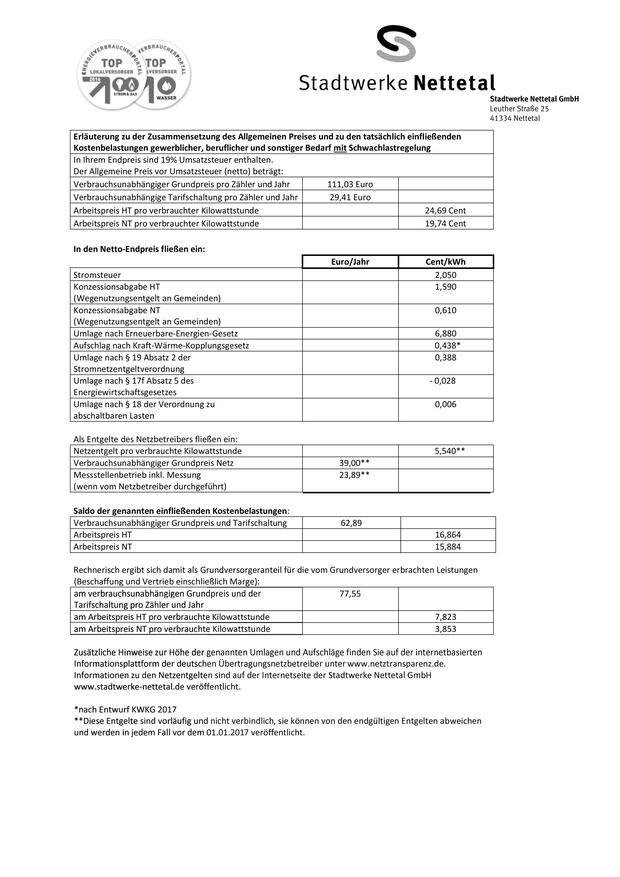 ENERGIEVERBRAUCHERPORTAL
ENERGIEVERBRAUCHERPORTAL
TOP TOP
LOKALVERSORGER
LVERSORGER
2016
STROM & GAS
WASSER
Stadtwerke Nettetal
Stadtwerke Nettetal GmbH
Leuther Straße 25
41334 Nettetal
Erläuterung zu der Zusammensetzung des Allgemeinen Preises und zu den tatsächlich einfließenden
Kostenbelastungen gewerblicher, beruflicher und sonstiger Bedarf mit Schwachlastregelung
In Ihrem Endpreis sind 19% Umsatzsteuer enthalten.
Der Allgemeine Preis vor Umsatzsteuer (netto) beträgt:
Verbrauchsunabhängiger Grundpreis pro Zähler und Jahr 111,03 Euro
Verbrauchsunabhängige Tarifschaltung pro Zähler und Jahr 29,41 Euro
Arbeitspreis HT pro verbrauchter Kilowattstunde 24,69 Cent
Arbeitspreis NT pro verbrauchter Kilowattstunde 19,74 Cent
In den Netto-Endpreis fließen ein:
Euro/Jahr Cent/kWh
Stromsteuer 2,050
Konzessionsabgabe HT 1,590
(Wegenutzungsentgelt an Gemeinden)
Konzessionsabgabe NT 0,610
(Wegenutzungsentgelt an Gemeinden)
Umlage nach Erneuerbare-Energien-Gesetz 6,880
Aufschlag nach Kraft-Wärme-Kopplungsgesetz 0,438*
Umlage nach § 19 Absatz 2 der 0,388
Stromnetzentgeltverordnung
Umlage nach § 17f Absatz 5 des - 0,028
Energiewirtschaftsgesetzes
Umlage nach § 18 der Verordnung zu 0,006
abschaltbaren Lasten
Als Entgelte des Netzbetreibers fließen ein:
Netzentgelt pro verbrauchte Kilowattstunde 5,540**
Verbrauchsunabhängiger Grundpreis Netz 39,00**
Messstellenbetrieb inkl. Messung 23,89**
(wenn vom Netzbetreiber durchgeführt)
Saldo der genannten einfließenden Kostenbelastungen:
Verbrauchsunabhängiger Grundpreis und Tarifschaltung 62,89
Arbeitspreis HT 16,864
Arbeitspreis NT 15,884
Rechnerisch ergibt sich damit als Grundversorgeranteil für die vom Grundversorger erbrachten Leistungen
(Beschaffung und Vertrieb einschließlich Marge):
am verbrauchsunabhängigen Grundpreis und der 77,55
Tarifschaltung pro Zähler und Jahr
am Arbeitspreis HT pro verbrauchte Kilowattstunde 7,823
am Arbeitspreis NT pro verbrauchte Kilowattstunde 3,853
Zusätzliche Hinweise zur Höhe der genannten Umlagen und Aufschläge finden Sie auf der internetbasierten
Informationsplattform der deutschen Übertragungsnetzbetreiber unter www.netztransparenz.de.
Informationen zu den Netzentgelten sind auf der Internetseite der Stadtwerke Nettetal GmbH
www.stadtwerke-nettetal.de veröffentlicht.
*nach Entwurf KWKG 2017
**Diese Entgelte sind vorläufig und nicht verbindlich, sie können von den endgültigen Entgelten abweichen
und werden in jedem Fall vor dem 01.01.2017 veröffentlicht.